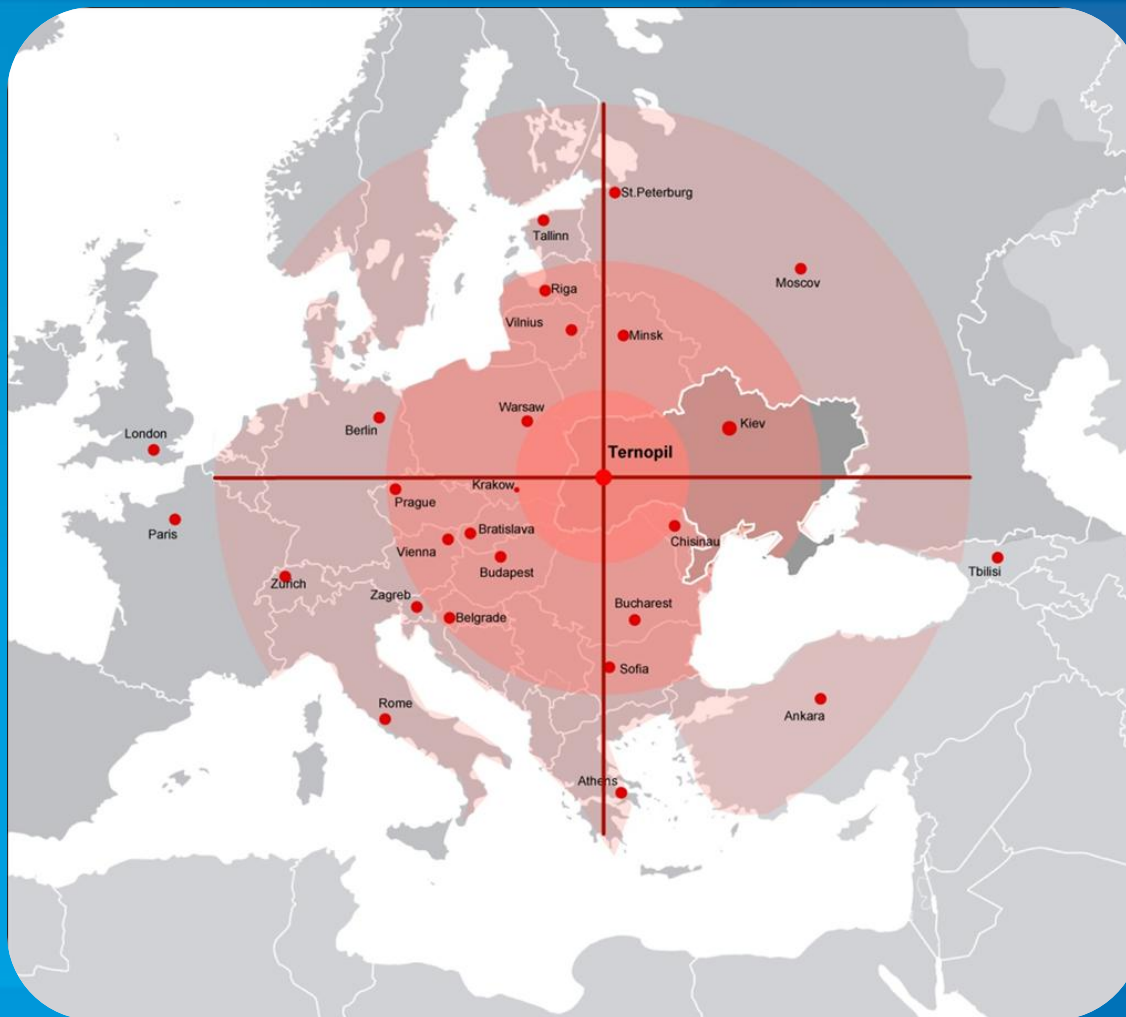 St.Peterburg
Tallinn
Moscov
Riga
Vilnius
Minsk
Warsaw
Berlin
Kiev
London
Ternopil
Krakow
Prague
Paris
Bratislava
Vienna
Chisinau
Budapest
Tbilisi
Zurich
Zagreb
Bucharest
Belgrade
Sofia
Rome
Ankara
Athens